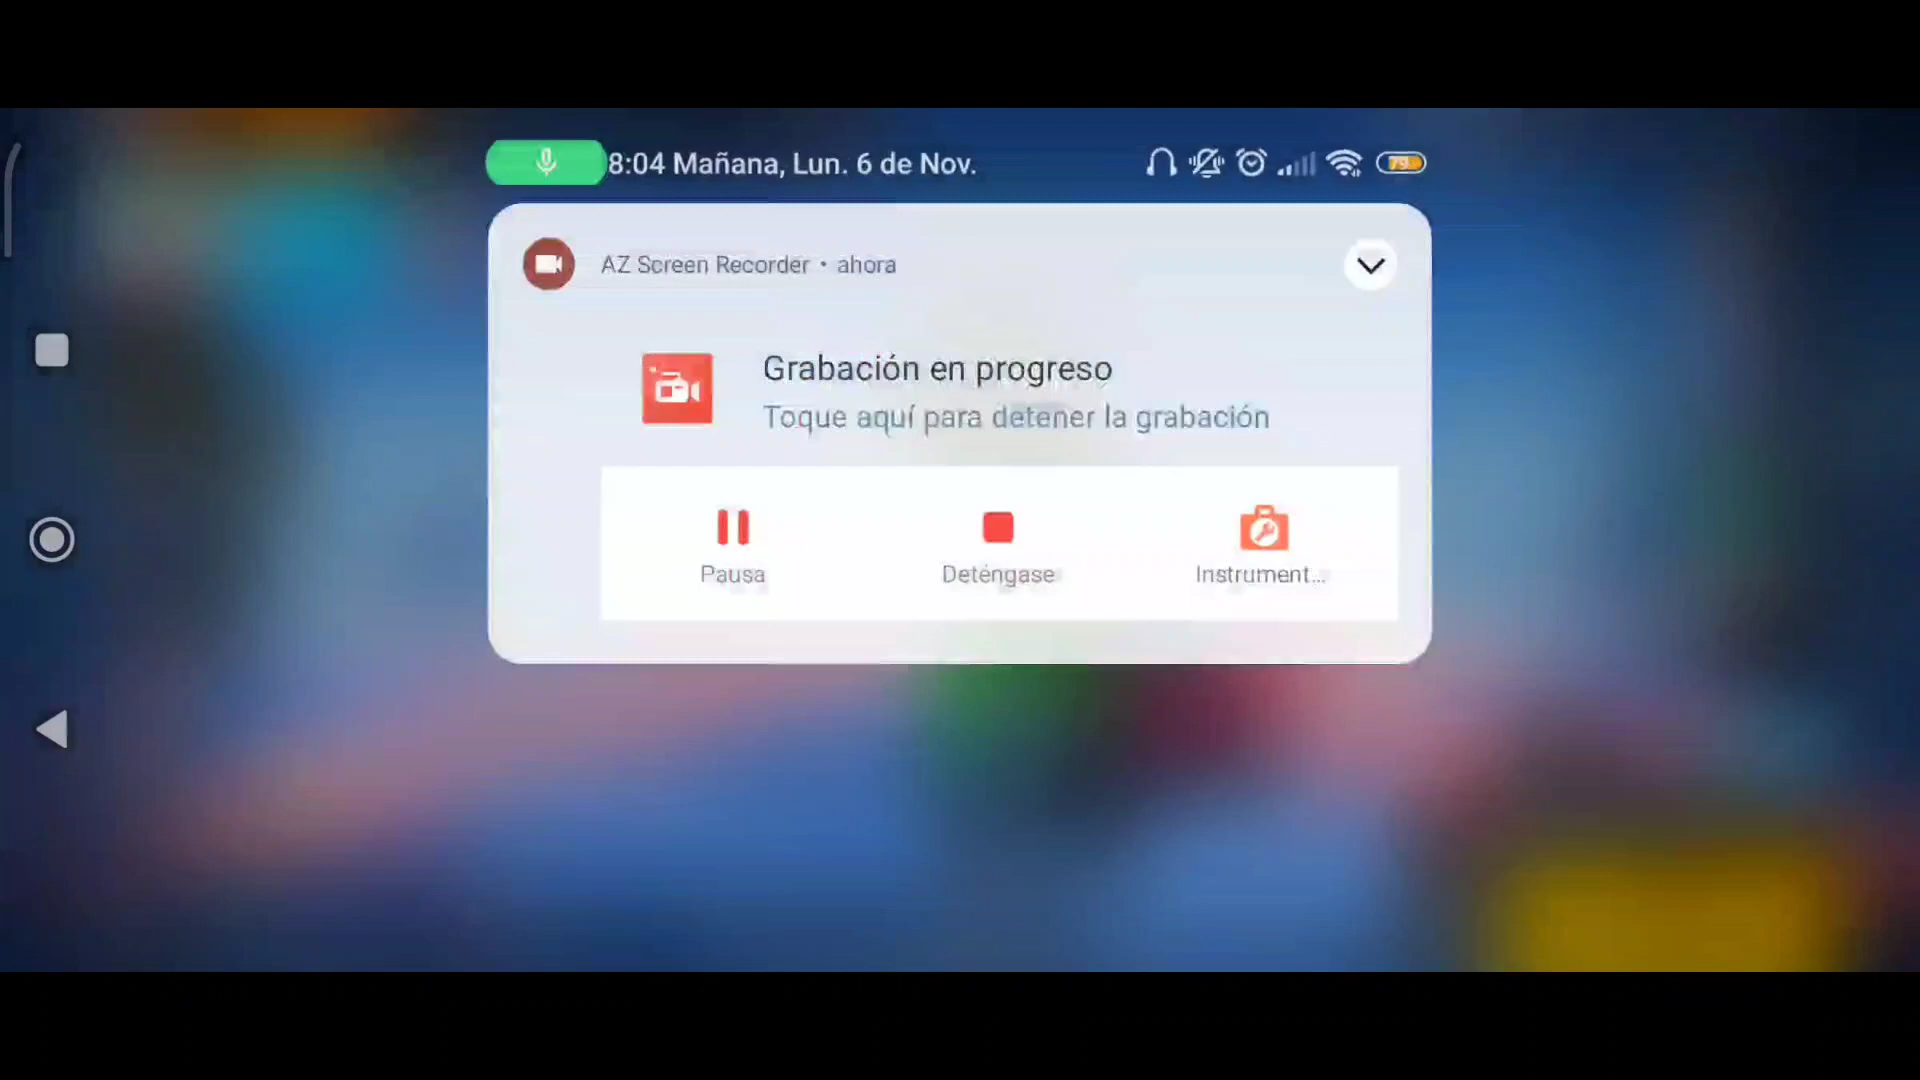 8:04 Mañana, Lun. 6 de Nov.
79
AZ Screen Recorder • ahora
Grabación en progreso
Toque aquí para detener la grabación
Pausa
Deténgase
Instrument...